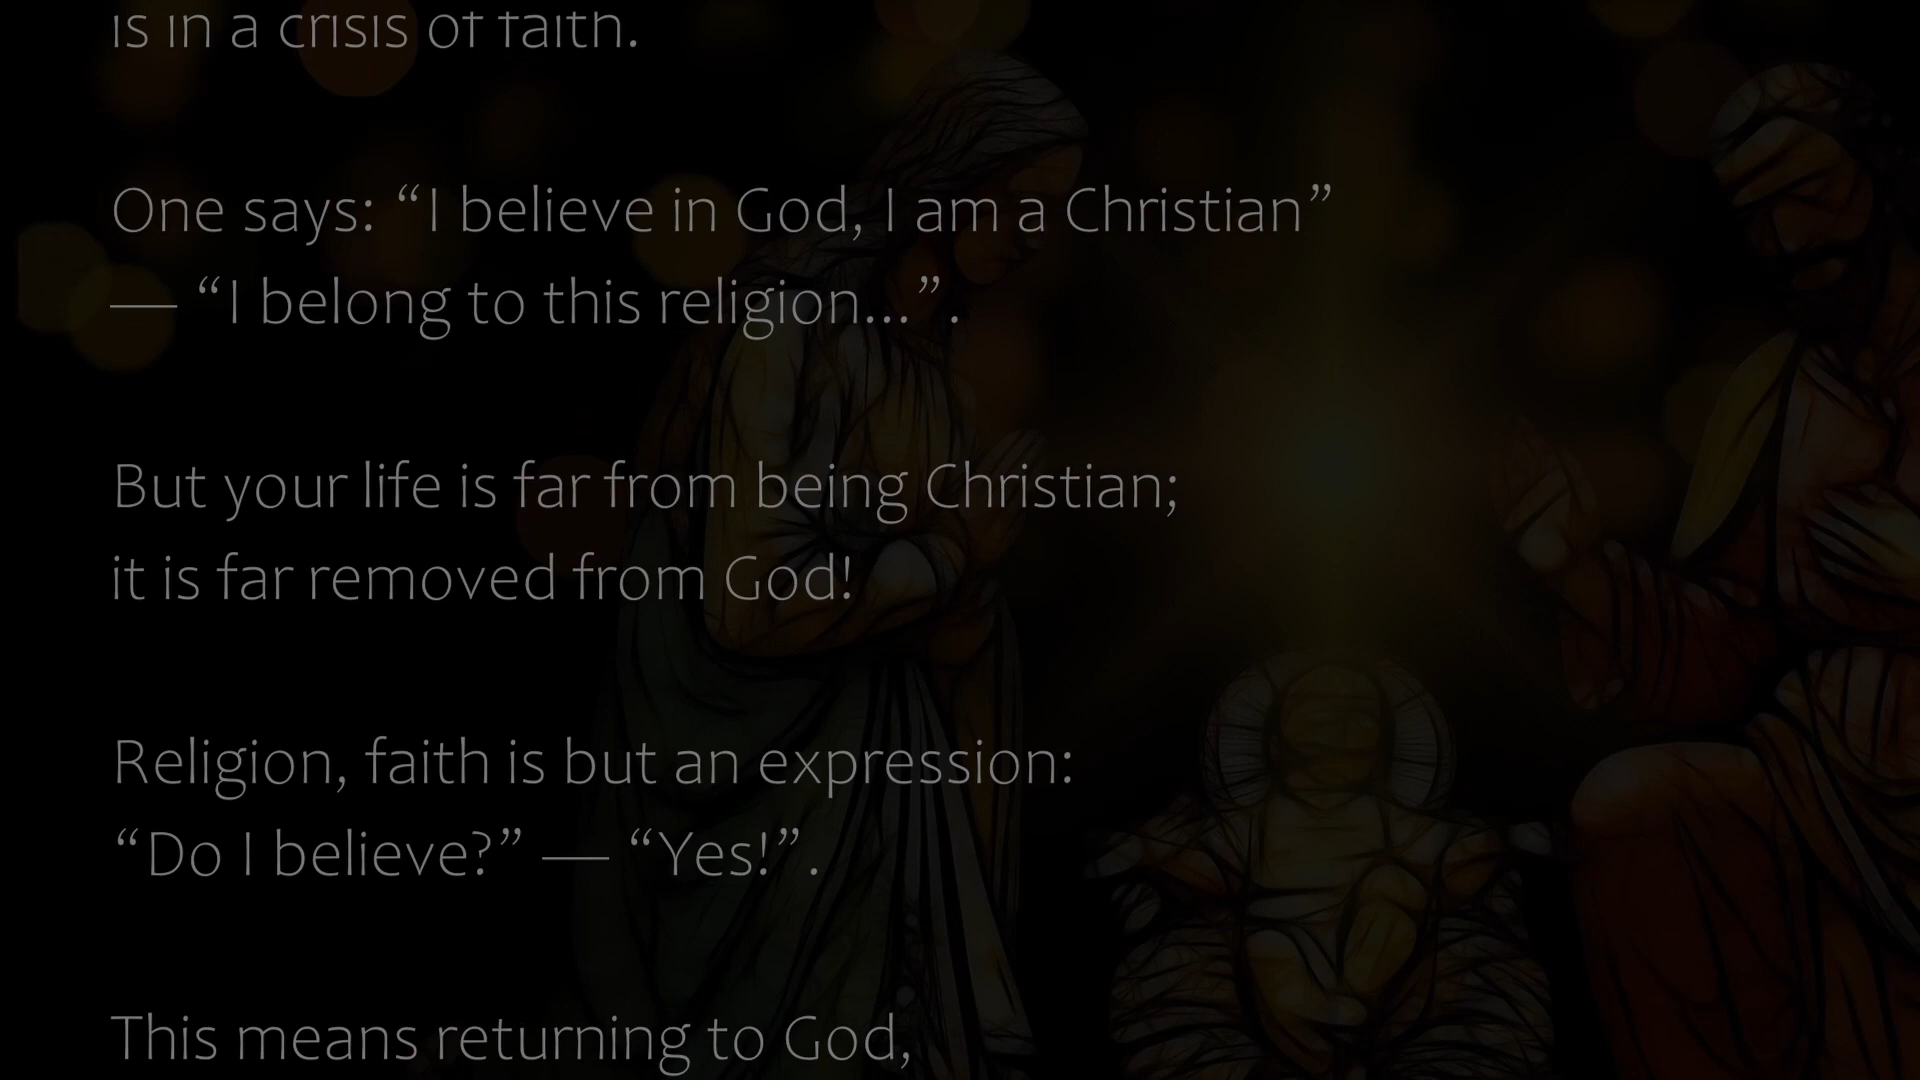 is in a crisis of faith.
One says: “I believe in God, I am a Christian”
— “I belong to this religion...”.
But your life is far from being Christian;
it is far removed from God!
Religion, faith is but an expression:
“Do I believe?” — “Yes!”.
This means returning to God,